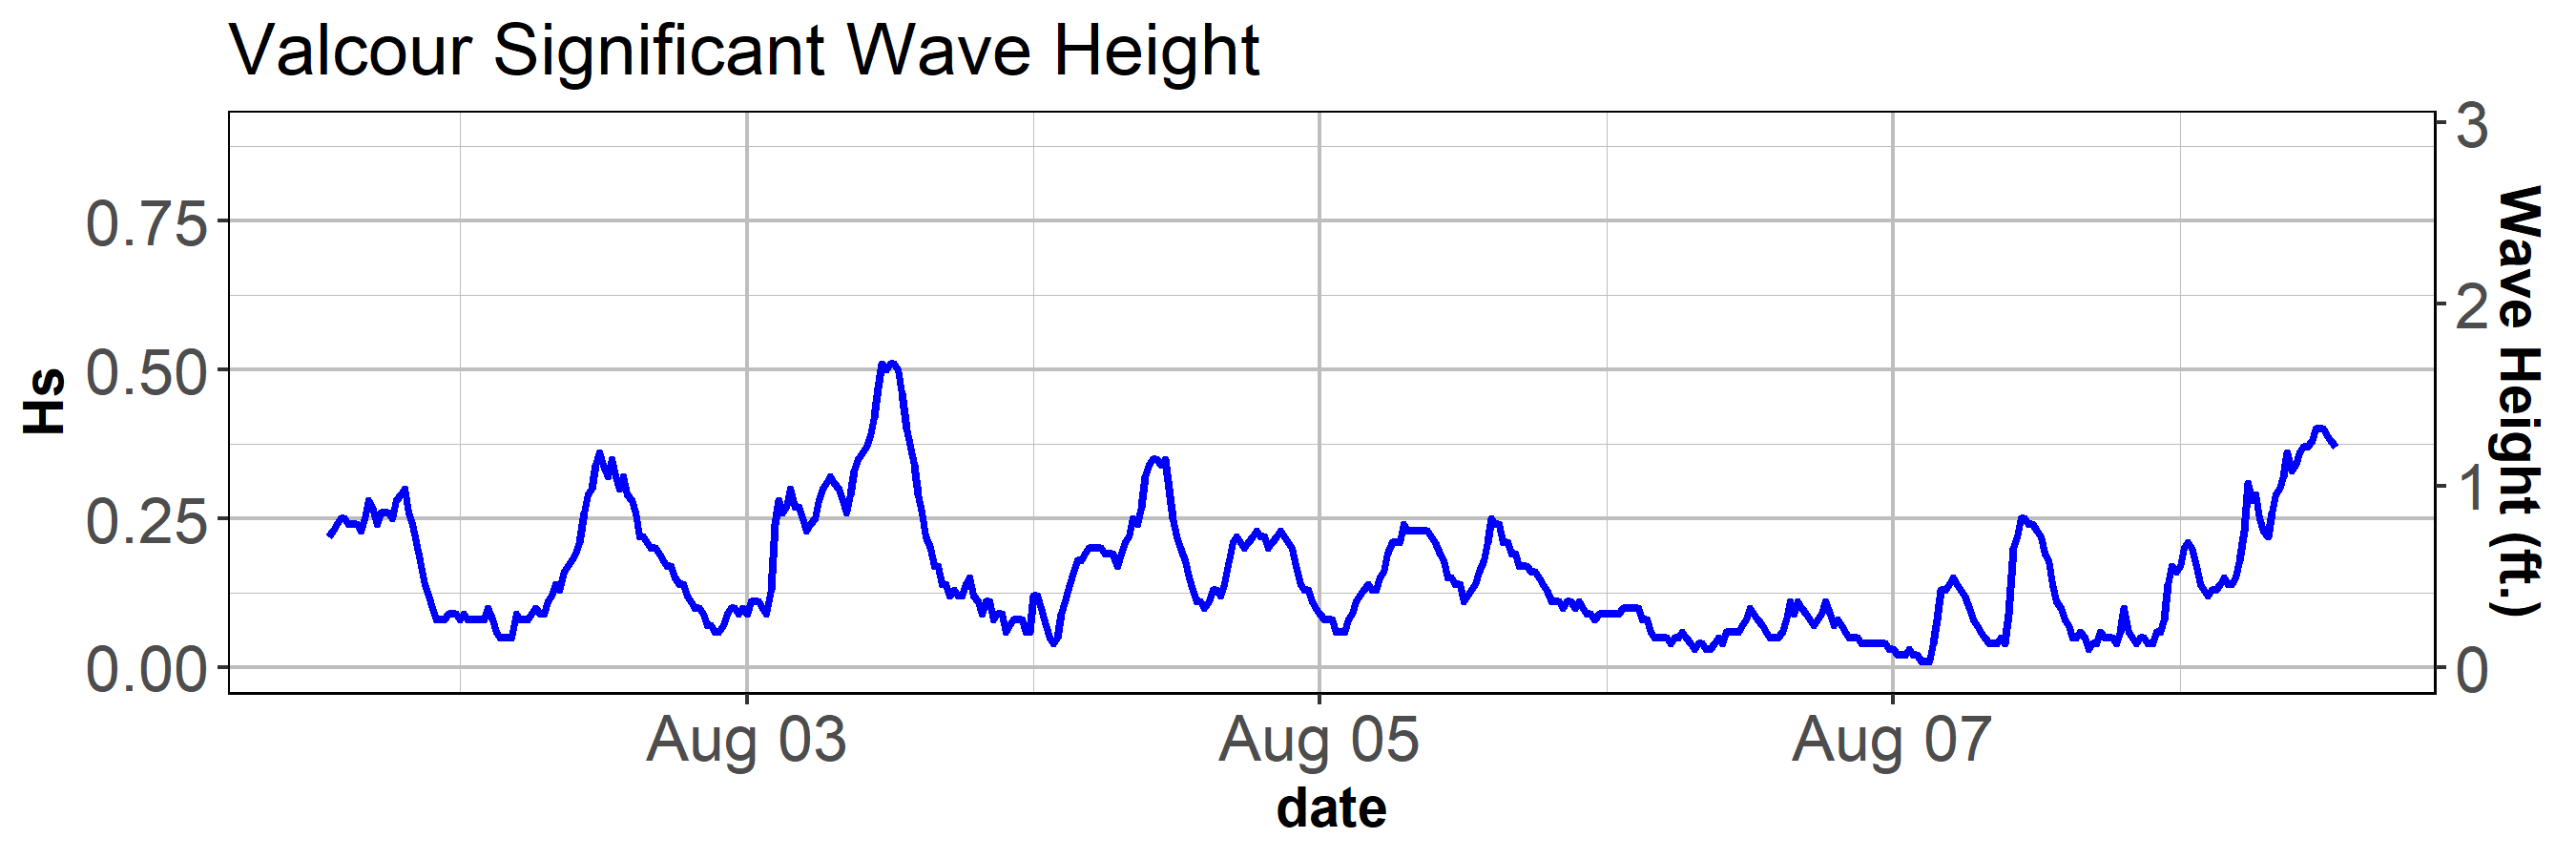 Valcour Significant Wave Height
Hs
0.75
0.50
0.25
0.00
3
2
1
0
Wave Height (ft.)
Aug 03
Aug 05
Aug 07
date